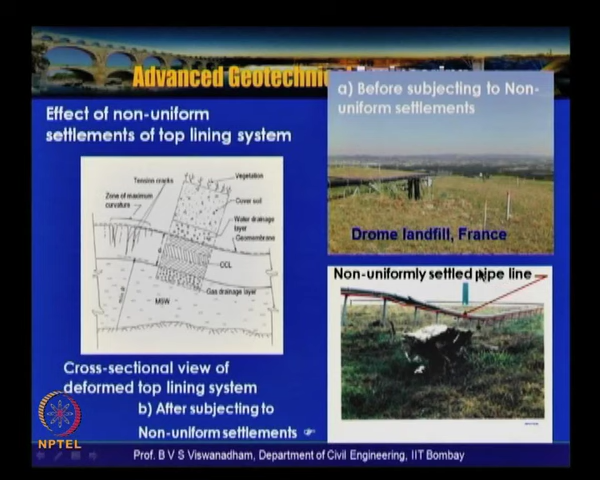 Advanced Geotechni
Effect of non-uniform
settlements of top lining system
Tension cracks
Zone of maximum
curvature
Vegetation
Cover soil
Water drainage
layer
Geomembrane
CCL
Gas drainage layer
MSW
Cross-sectional view of
deformed top lining system
b) After subjecting to
Non-uniform settlements
a) Before subjecting to Non-
uniform settlements
Drome landfill, France
Non-uniformly settled pipe line
NPTEL
Prof. B V S Viswanadham, Department of Civil Engineering, IIT Bombay